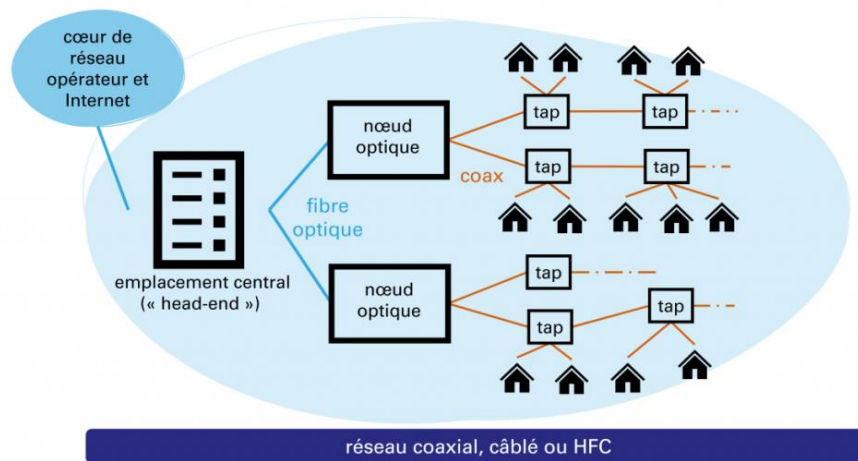 cœur de
réseau
opérateur et
Internet
emplacement central
(« head-end »)
fibre
optique
nœud
optique
coax
tap
tap
tap
tap
nœud
optique
tap
tap
tap
réseau coaxial, câblé ou HFC